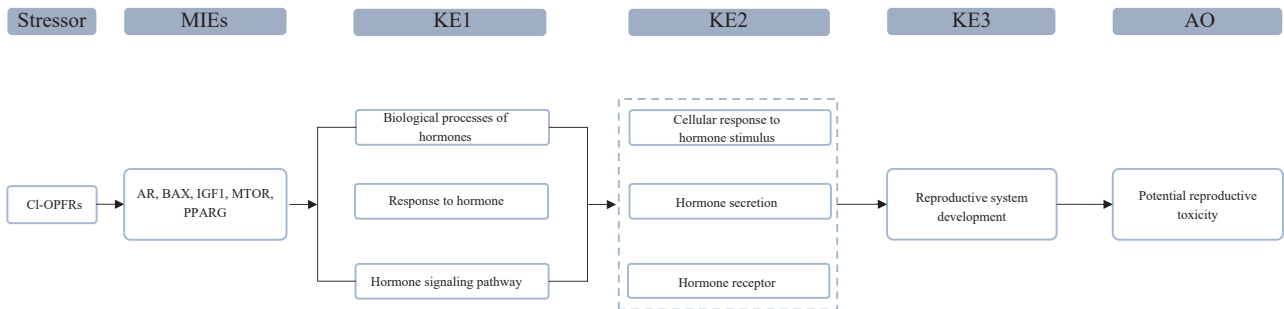 Stressor
MIEs
KE1
KE2
KE3
AO
Cl-OPFRs
AR, BAX, IGF1, MTOR,
PPARG
Biological processes of
hormones
Response to hormone
Hormone signaling pathway
Cellular response to
hormone stimulus
Hormone secretion
Hormone receptor
Reproductive system
development
Potential reproductive
toxicity